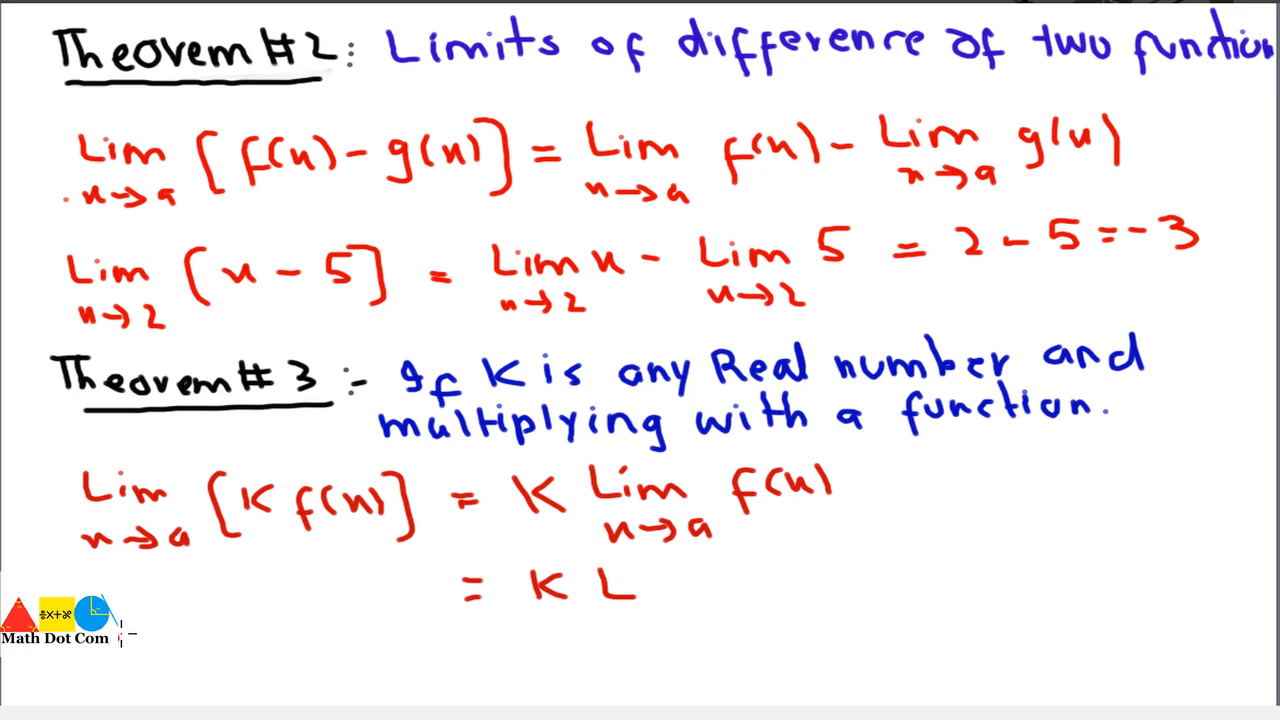 Theorem # 2: Limits of difference of two function
Lim x→a [f(x) - g(x)] = Lim x→a f(x) - Lim x→a g(x)
Lim x→2 [x - 5] = Lim x→2 x - Lim x→2 5 = 2 - 5 = -3
Theorem # 3 :- If K is any Real number and
multiplying with a function.
Lim x→a [K f(x)] = K Lim x→a f(x)
= K L
÷x+
Math Dot Com